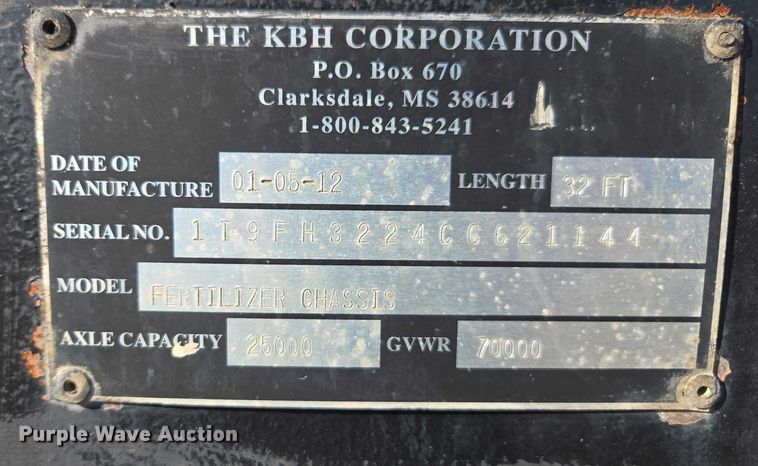 THE KBH CORPORATION
P.O. Box 670
Clarksdale, MS 38614
1-800-843-5241
DATE OF MANUFACTURE 01-05-12 LENGTH 32 FT
SERIAL NO. 1T9FH3224CC621144
MODEL FERTILIZER CHASSIS
AXLE CAPACITY 25000 GVWR 70000
Purple Wave Auction